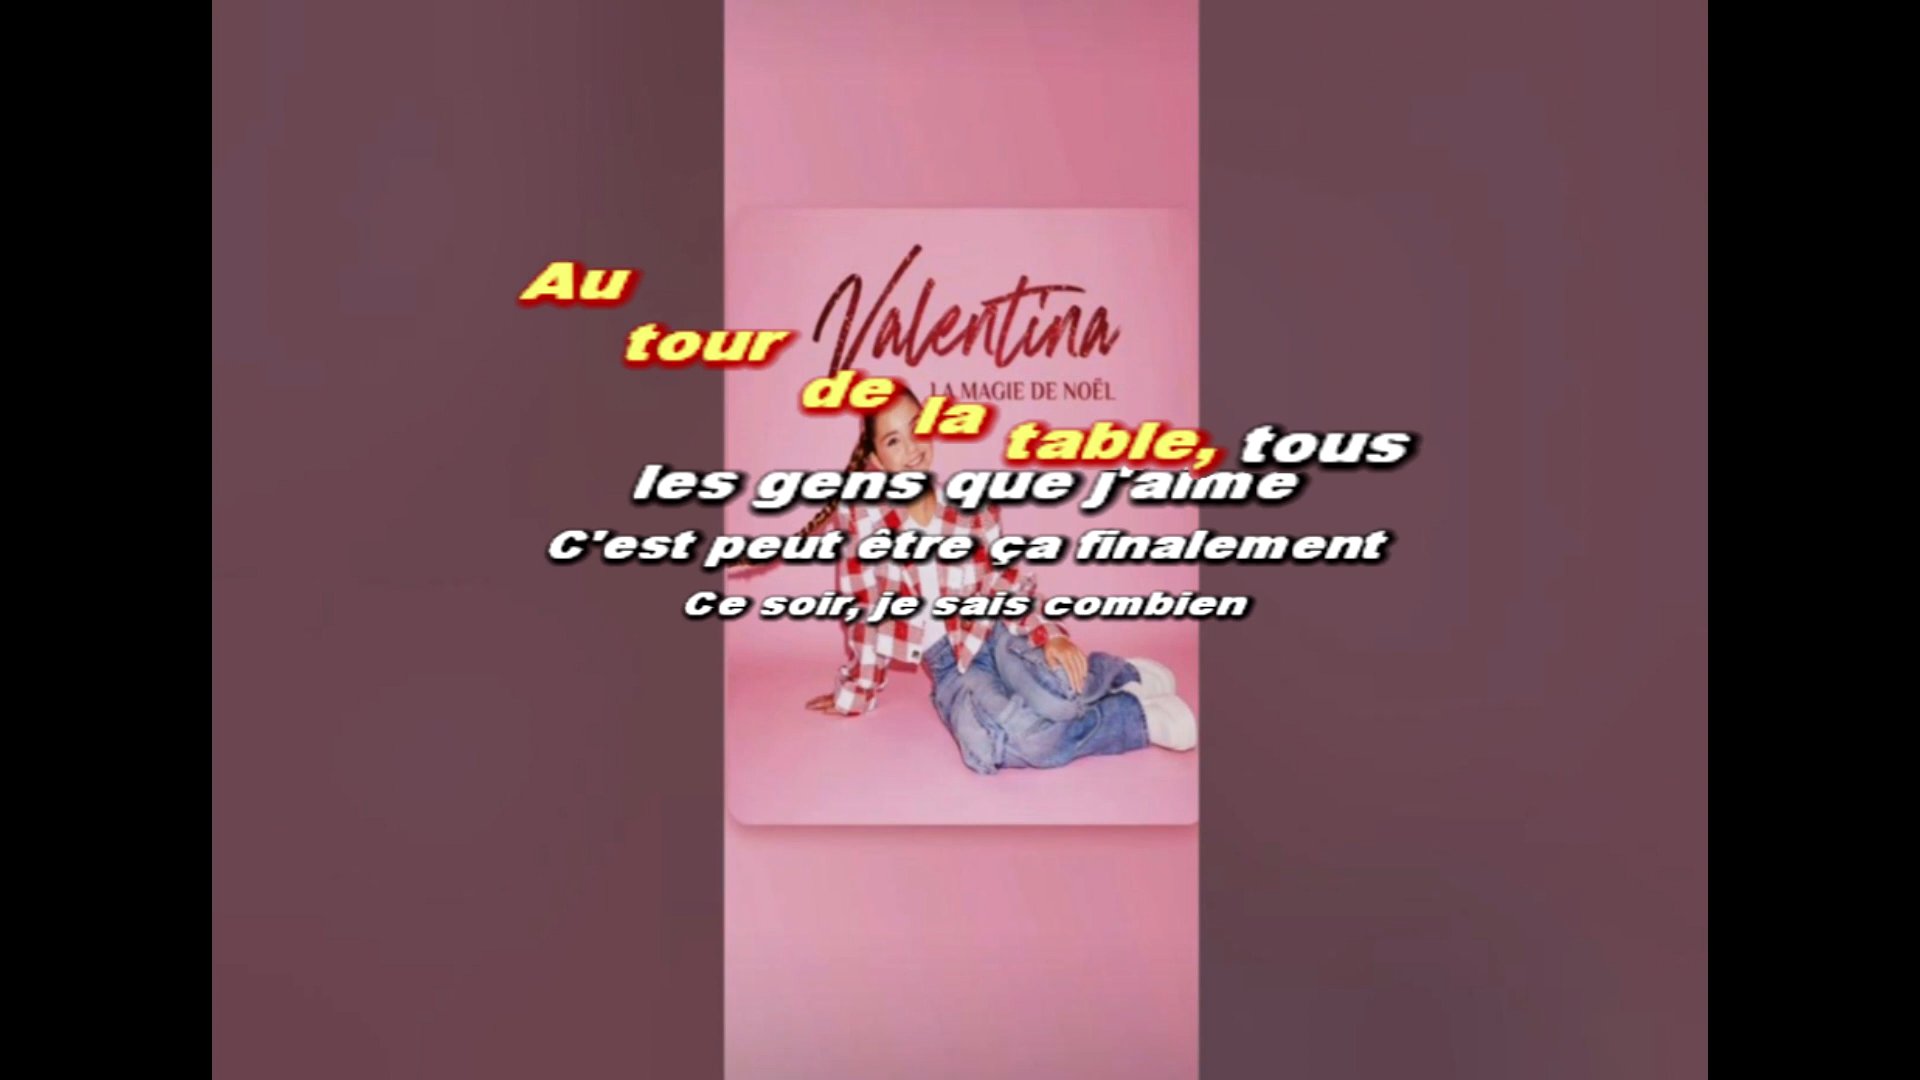 Valentina
LA MAGIE DE NOËL
Au tour de la table, tous
les gens que j'aime
C'est peut être ça finalement
Ce soir, je sais combien